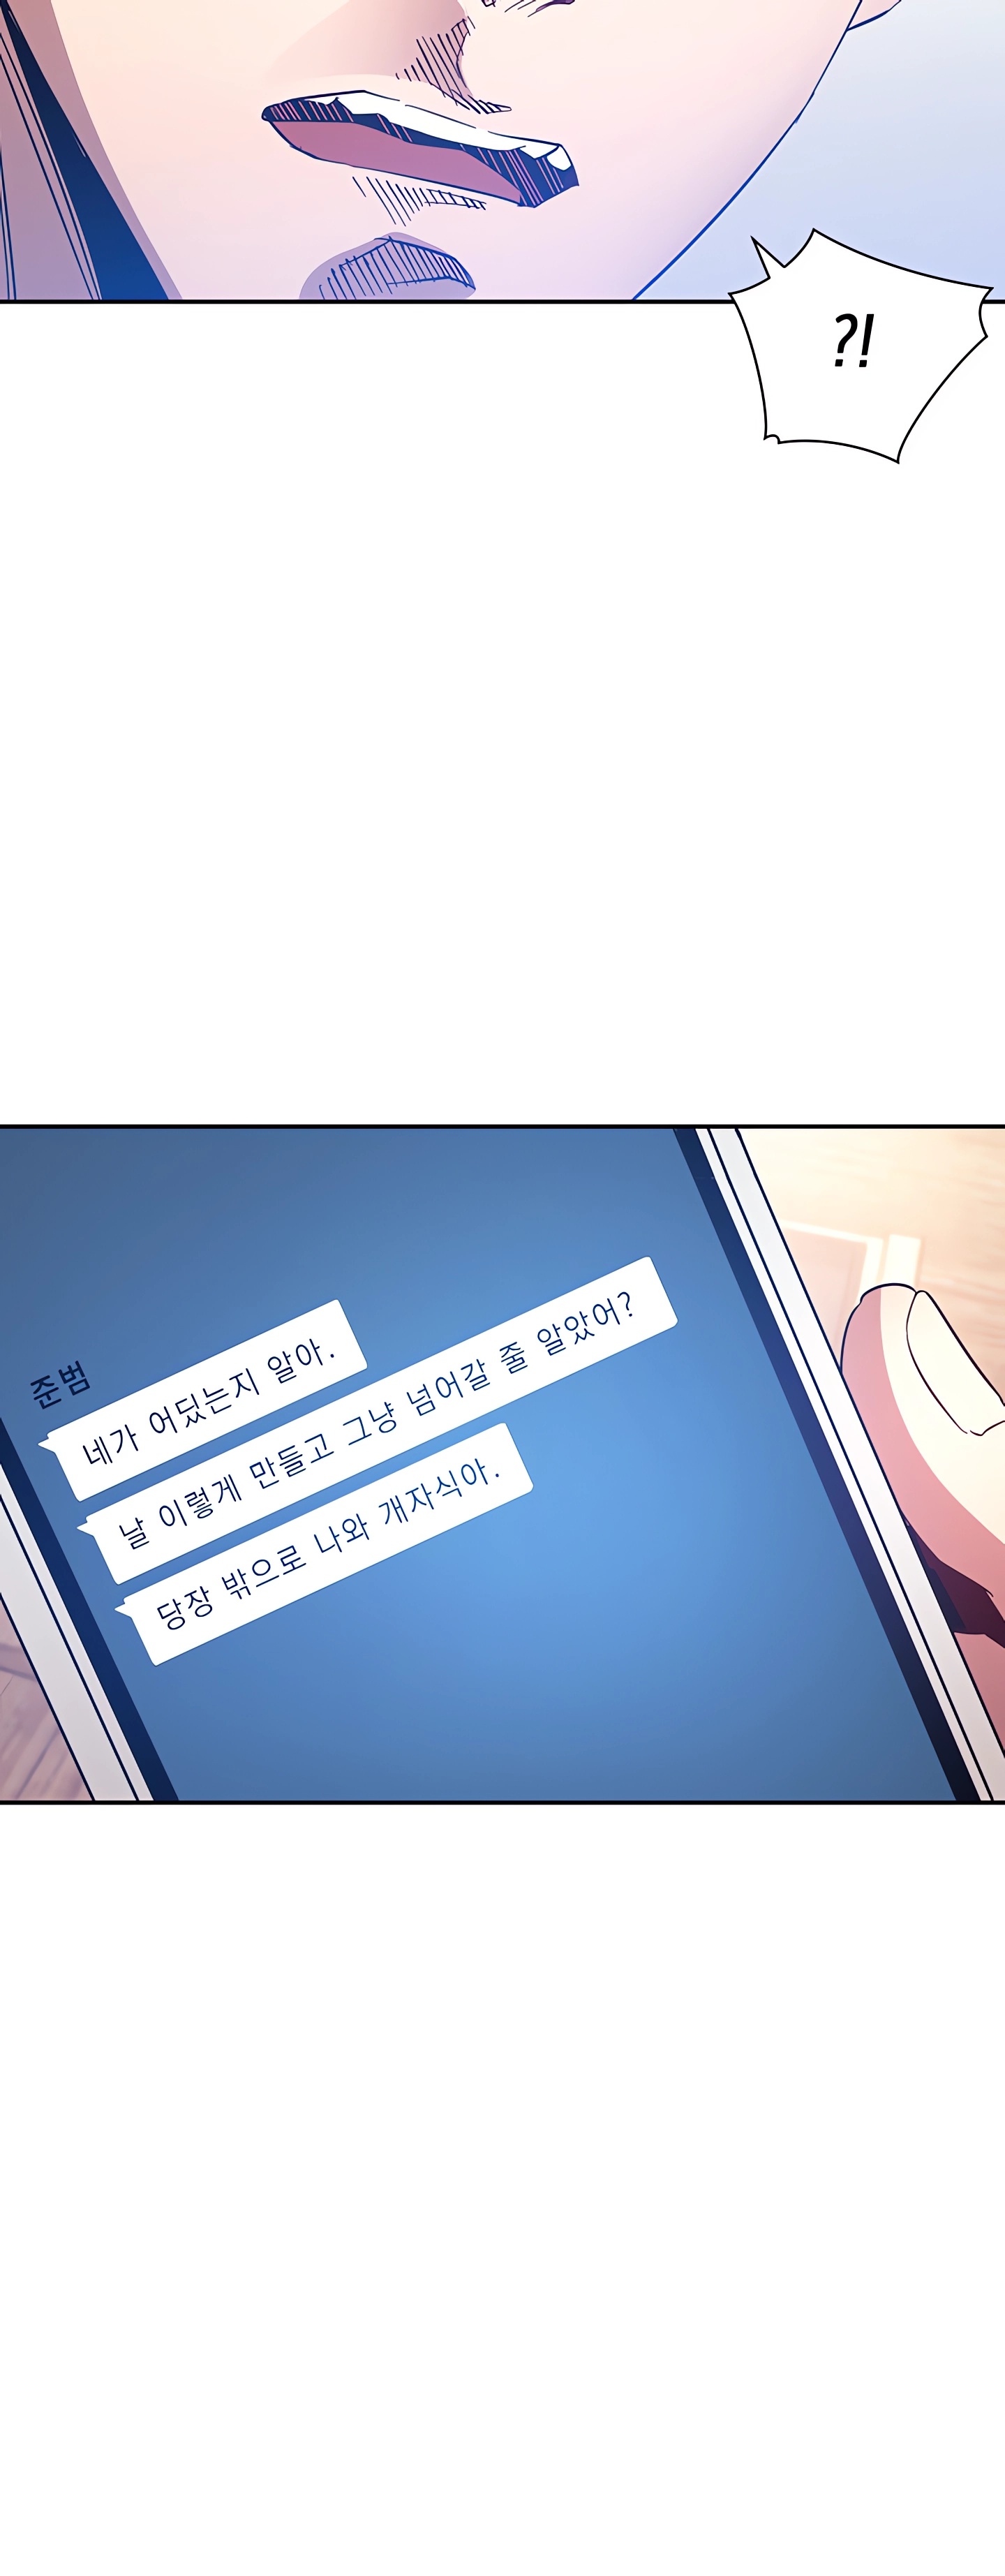 ?!
준범
네가 어딨는지 알아.
날 이렇게 만들고 그냥 넘어갈 줄 알았어?
당장 밖으로 나와 개자식아.